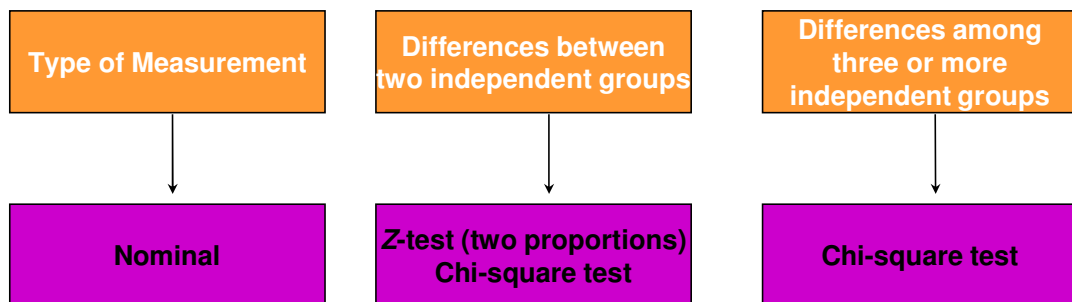 Type of Measurement
Differences between
two independent groups
Differences among
three or more
independent groups
Nominal
Z-test (two proportions)
Chi-square test
Chi-square test